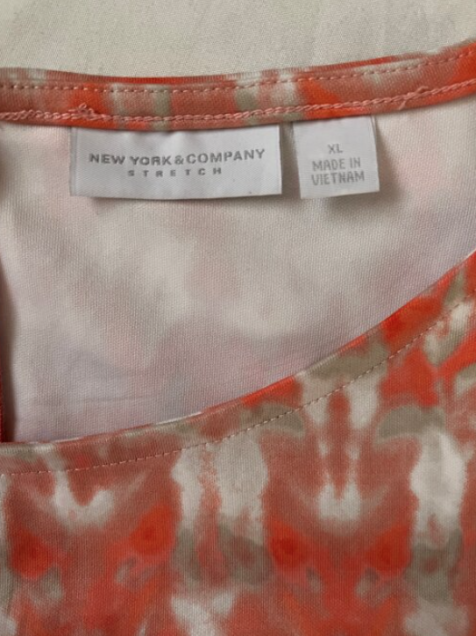 NEW YORK & COMPANY
STRETCH
XL
MADE IN
VIETNAM